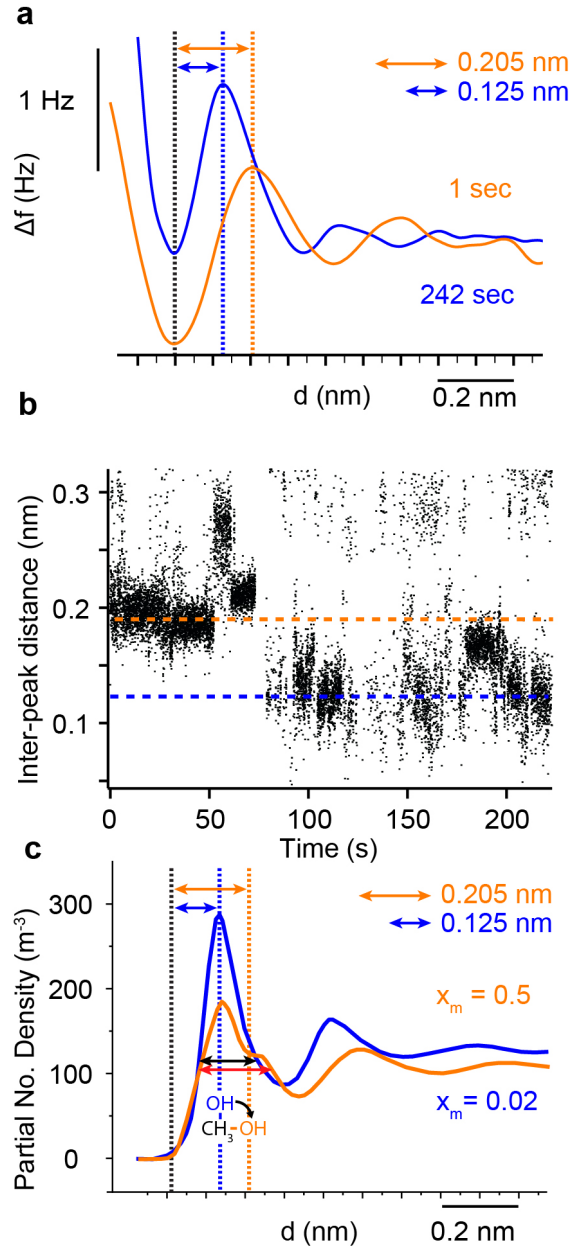 a
0.205 nm
0.125 nm
1 Hz
Δf (Hz)
1 sec
242 sec
d (nm)
0.2 nm
b
Inter-peak distance (nm)
0.3
0.2
0.1
0
50
100
150
200
Time (s)
c
Partial No. Density (m⁻³)
300
200
100
0
0.205 nm
0.125 nm
xₘ = 0.5
xₘ = 0.02
OH
CH₃-OH
d (nm)
0.2 nm